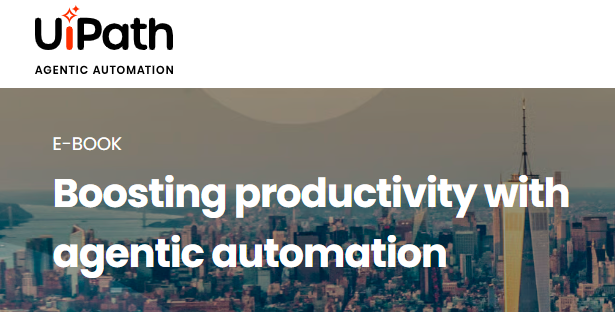 UiPath
AGENTIC AUTOMATION
E-BOOK
Boosting productivity with
agentic automation